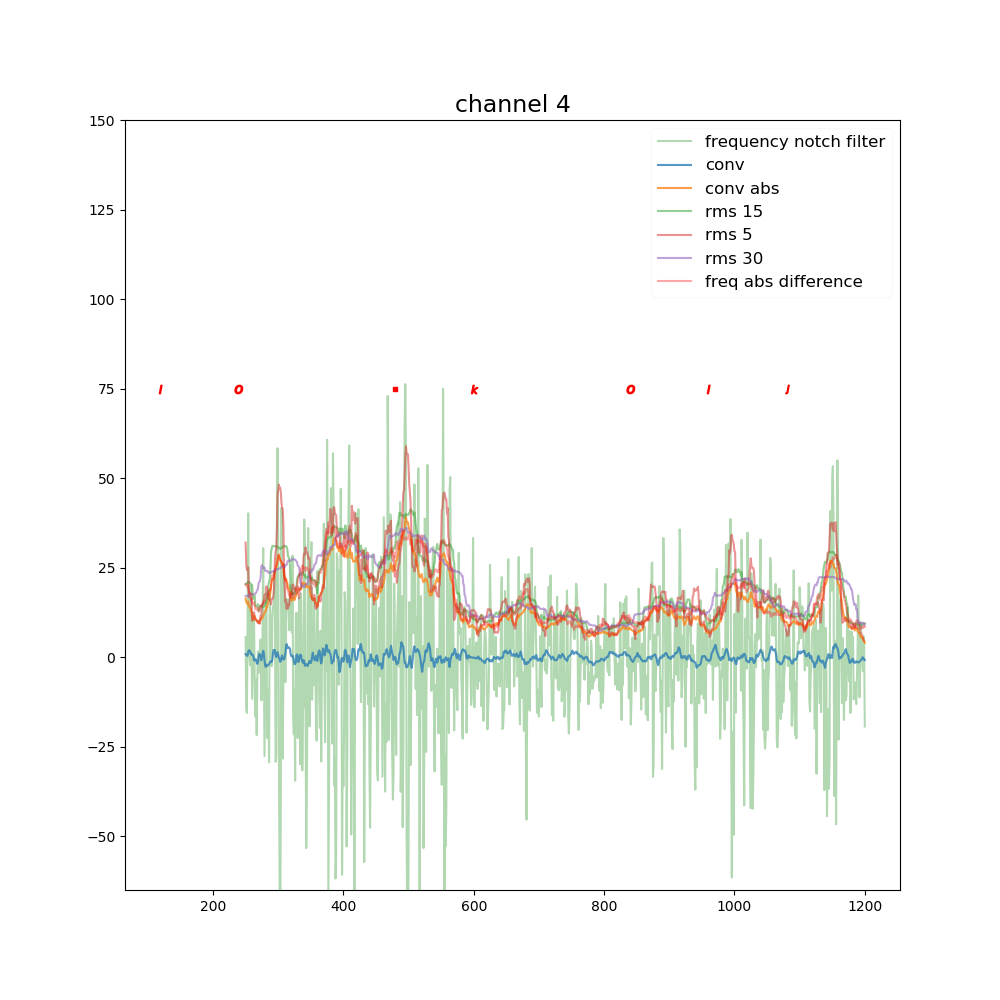 channel 4
150
125
100
75
50
25
0
−25
−50
frequency notch filter
conv
conv abs
rms 15
rms 5
rms 30
freq abs difference
l o . k o l j
200 400 600 800 1000 1200